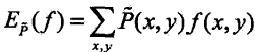 E_{\tilde{P}}(f) = \sum_{x,y} \tilde{P}(x,y) f(x,y)